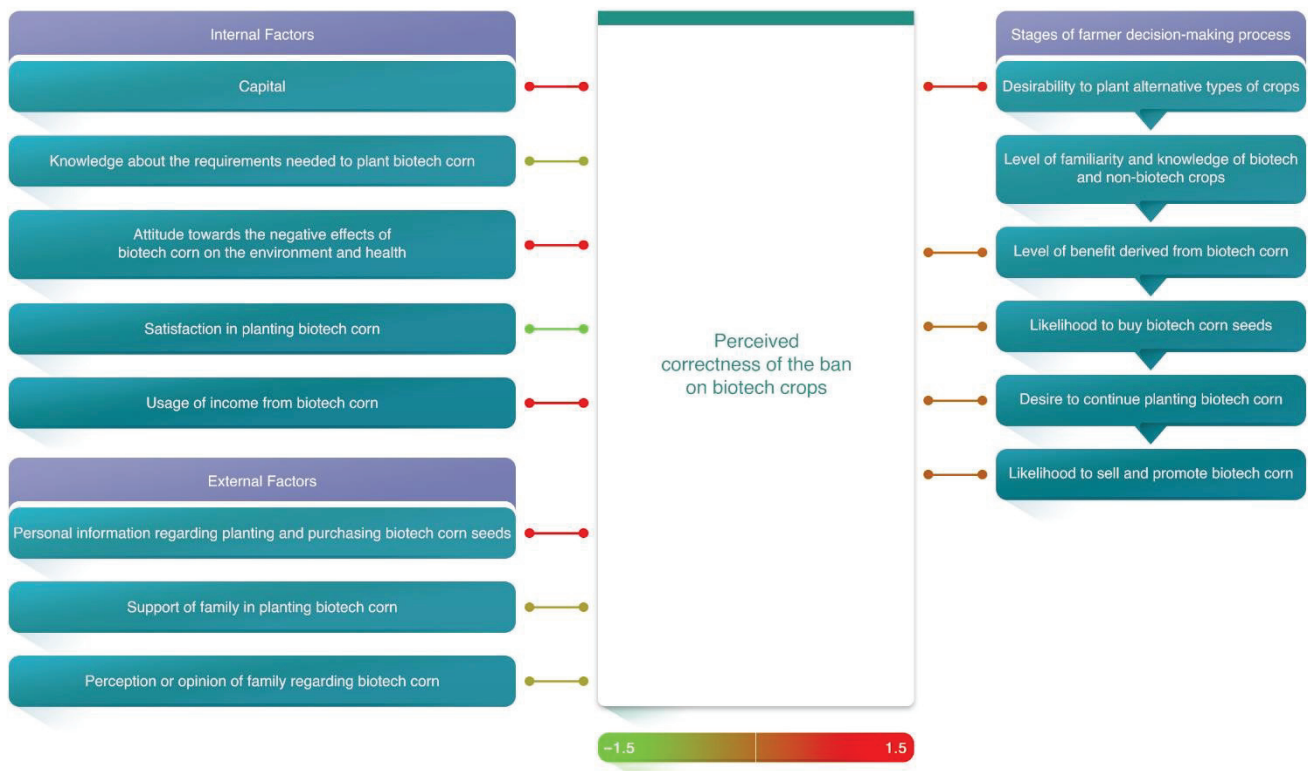 Internal Factors
Capital
Knowledge about the requirements needed to plant biotech corn
Attitude towards the negative effects of
biotech corn on the environment and health
Satisfaction in planting biotech corn
Usage of income from biotech corn
External Factors
Personal information regarding planting and purchasing biotech corn seeds
Support of family in planting biotech corn
Perception or opinion of family regarding biotech corn
Perceived
correctness of the ban
on biotech crops
−1.5
1.5
Stages of farmer decision-making process
Desirability to plant alternative types of crops
Level of familiarity and knowledge of biotech
and non-biotech crops
Level of benefit derived from biotech corn
Likelihood to buy biotech corn seeds
Desire to continue planting biotech corn
Likelihood to sell and promote biotech corn